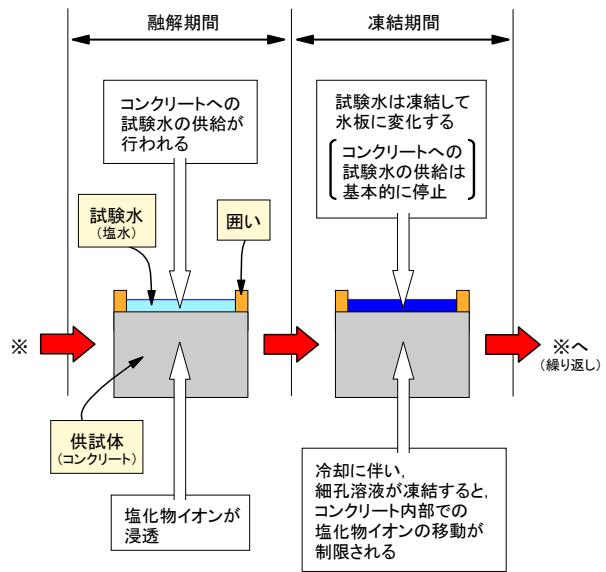 融解期間
凍結期間
コンクリートへの
試験水の供給が
行われる
試験水は凍結して
氷板に変化する
コンクリートへの
試験水の供給は
基本的に停止
試験水
(塩水)
囲い
※
※へ
(繰り返し)
供試体
(コンクリート)
塩化物イオンが
浸透
冷却に伴い,
細孔溶液が凍結すると,
コンクリート内部での
塩化物イオンの移動が
制限される